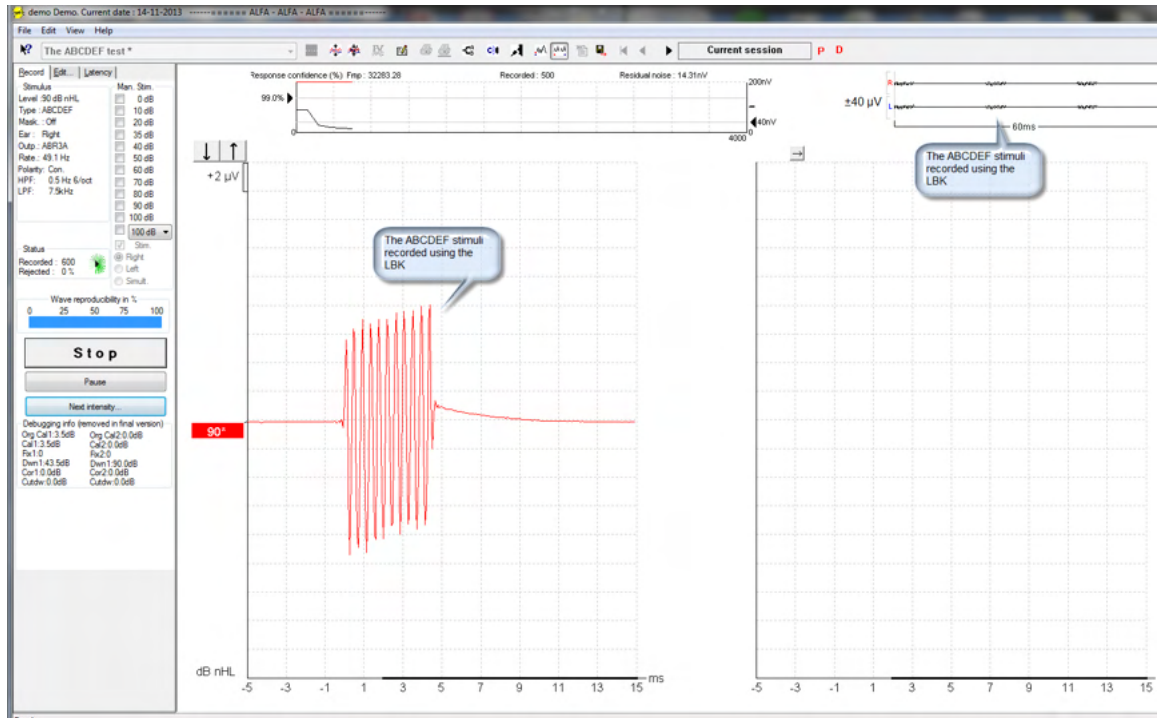 demo Demo. Current date : 14-11-2013 ------====== ALFA - ALFA - ALFA ======------
File Edit View Help
The ABCDEF test *
Current session P D
Record Edit... Latency
Stimulus
Level :90 dB nHL
Type : ABCDEF
Mask. : Off
Ear : Right
Outp.: ABR3A
Rate.: 49.1 Hz
Polarity: Con.
HPF: 0.5 Hz 6/oct
LPF: 7.5kHz
Man. Stim.
0 dB
10 dB
20 dB
35 dB
40 dB
50 dB
60 dB
70 dB
80 dB
90 dB
100 dB
100 dB
Stim.
Right
Left
Simult.
Status
Recorded : 600
Rejected : 0 %
Wave reproducibility in %
0 25 50 75 100
Stop
Pause
Next intensity...
Debugging info (removed in final version)
Org Cal1:3.5dB Org Cal2:0.0dB
Cal1:3.5dB Cal2:0.0dB
Fix1:0 Fix2:0
Dwn1:43.5dB Dwn1:90.0dB
Cor1:0.0dB Cor2:0.0dB
Cutdw:0.0dB Cutdw:0.0dB
Response confidence (%) Fmp : 32283.28 Recorded : 500 Residual noise : 14.31nV
99.0%
200nV
40nV
0
4000
R
L
±40 µV
60ms
The ABCDEF stimuli
recorded using the
LBK
+2 µV
The ABCDEF stimuli
recorded using the
LBK
90*
dB nHL
-5 -3 -1 1 3 5 7 9 11 13 15 ms
-5 -3 -1 1 3 5 7 9 11 13 15